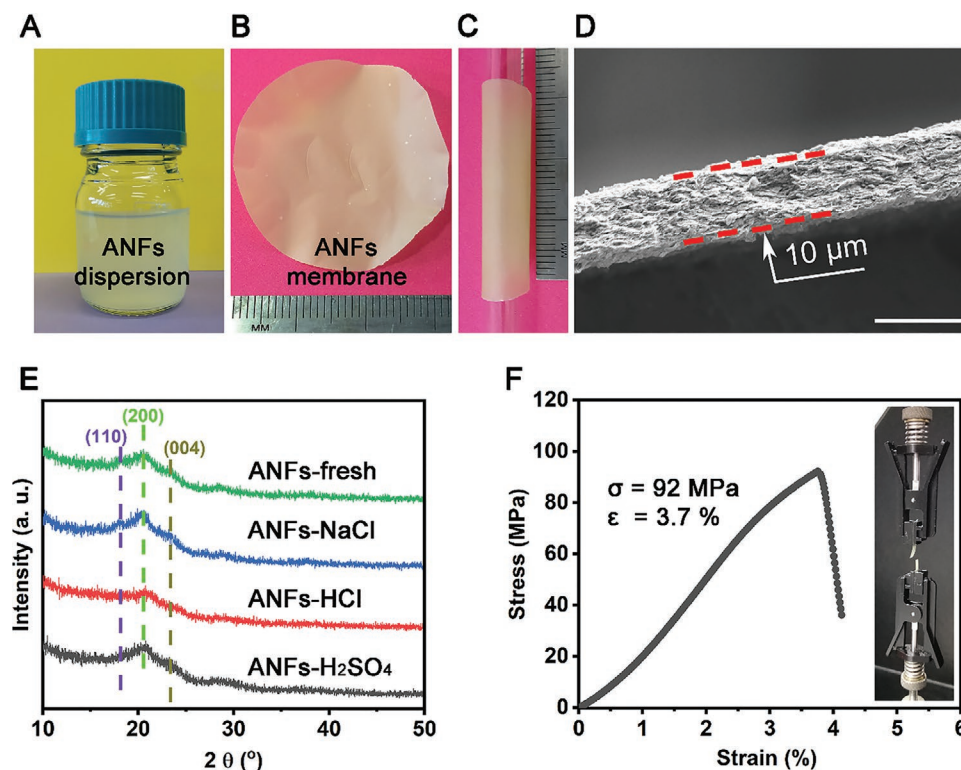 A
B
C
D
ANFs
dispersion
ANFs
membrane
MM
MM
10 μm
E
(110)
(200)
(004)
ANFs-fresh
ANFs-NaCl
ANFs-HCl
ANFs-H₂SO₄
Intensity (a. u.)
10
20
30
40
50
2 θ (°)
F
120
100
80
60
40
20
0
Stress (MPa)
σ = 92 MPa
ε = 3.7 %
0
1
2
3
4
5
6
Strain (%)